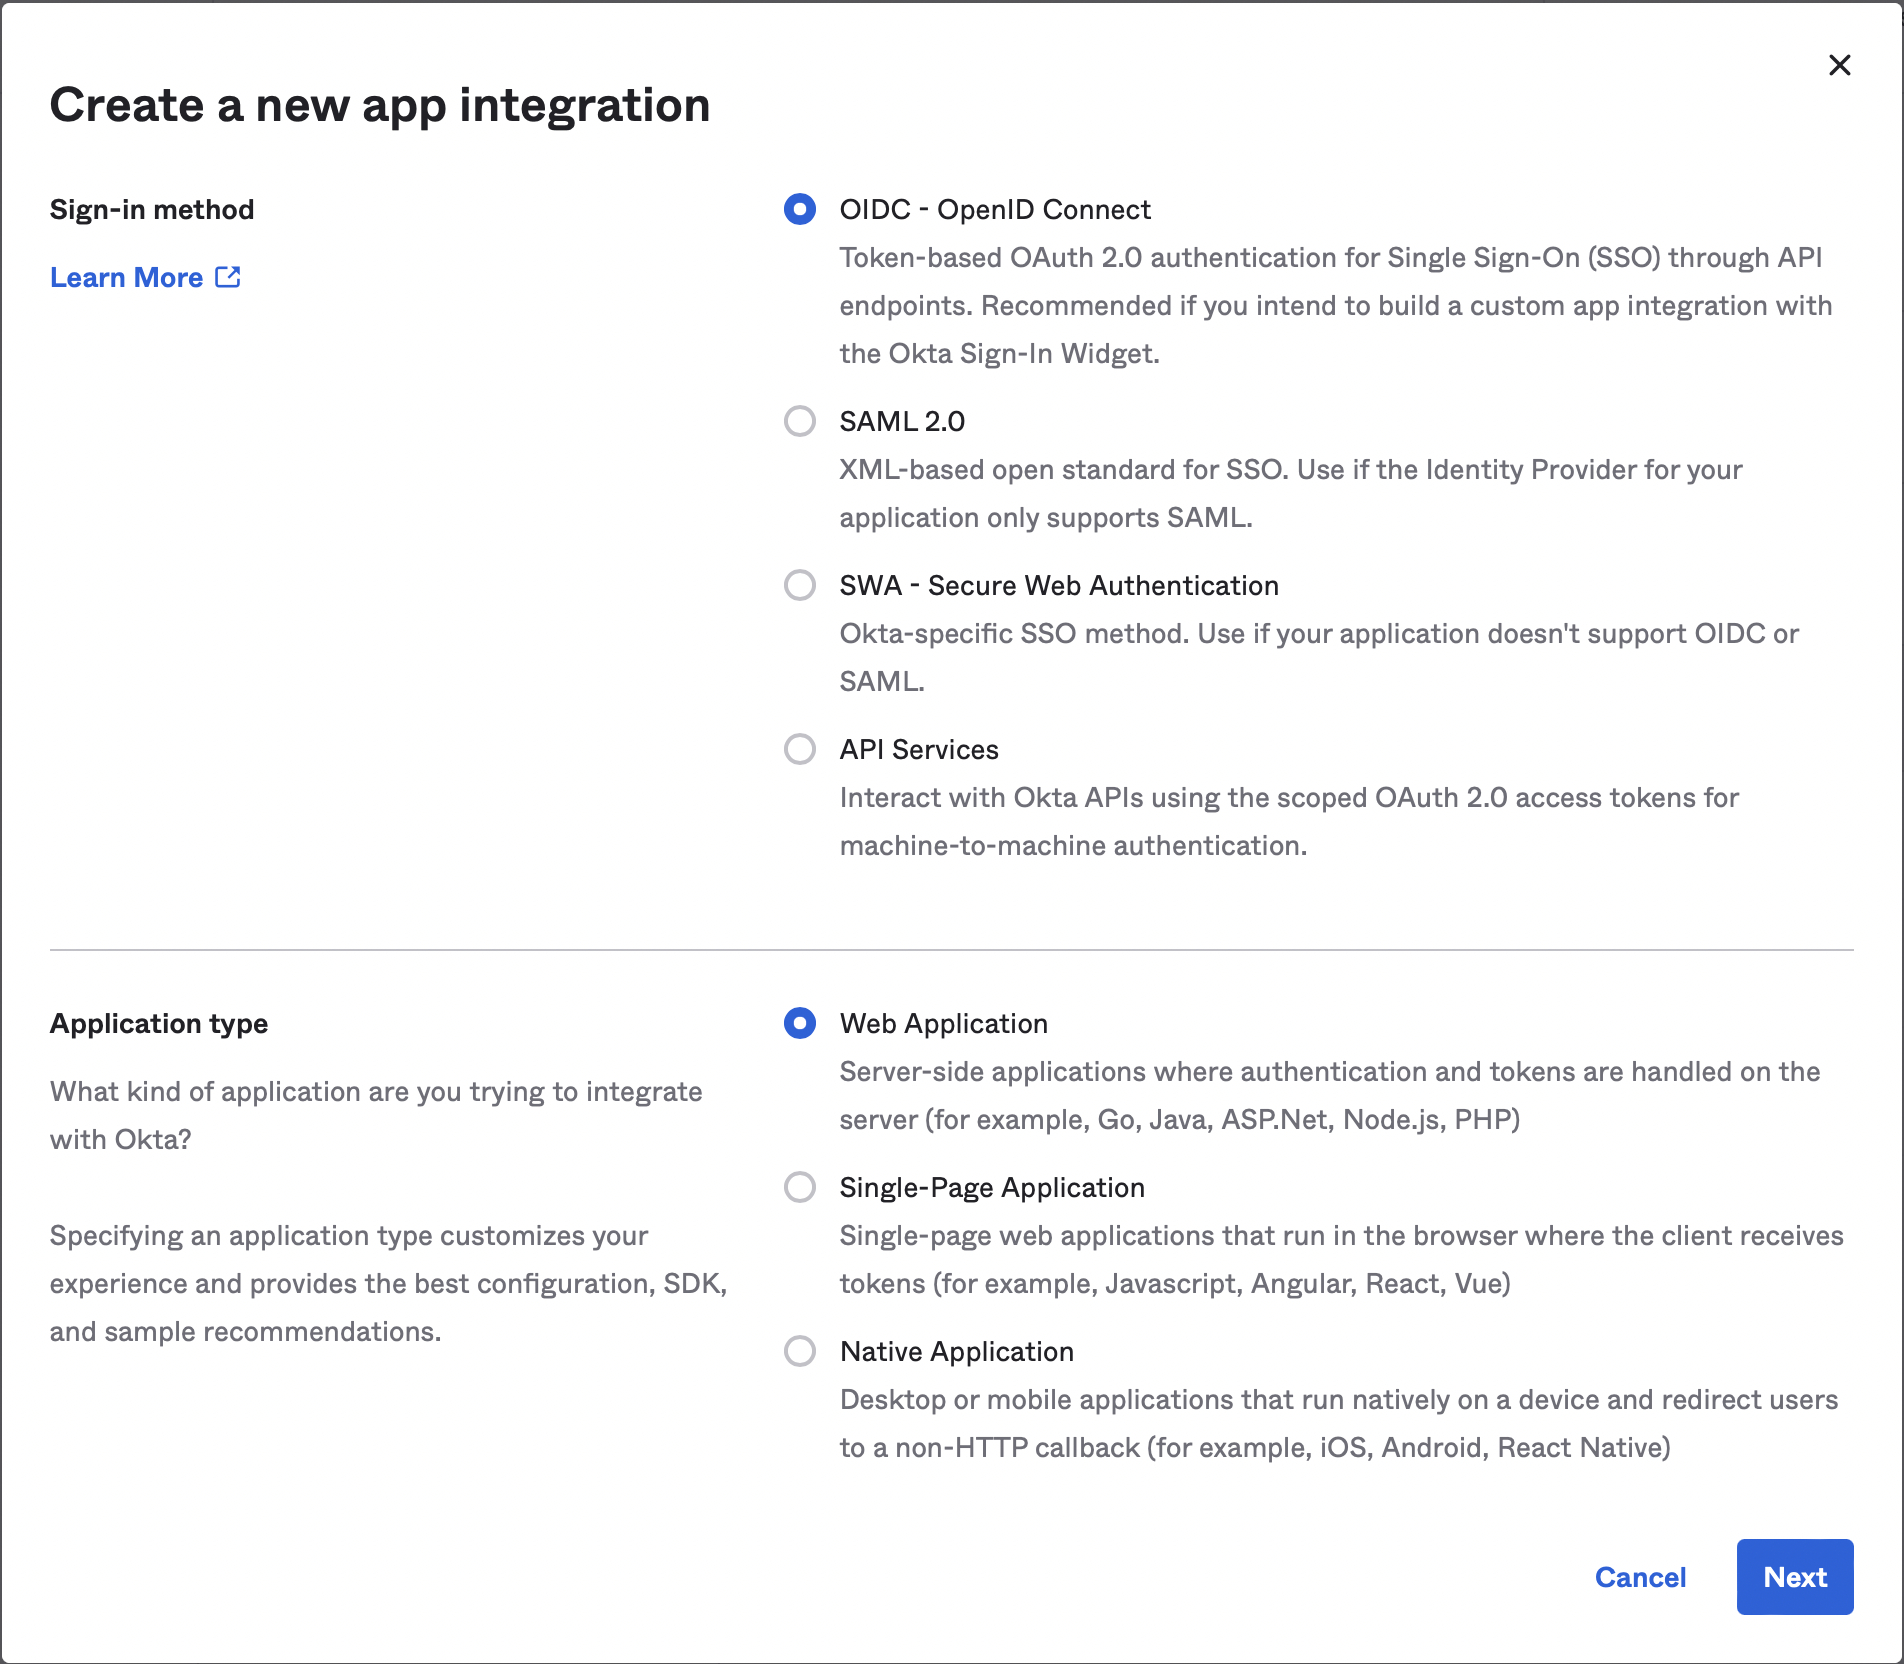 Create a new app integration
Sign-in method
Learn More
OIDC - OpenID Connect
Token-based OAuth 2.0 authentication for Single Sign-On (SSO) through API
endpoints. Recommended if you intend to build a custom app integration with
the Okta Sign-In Widget.
SAML 2.0
XML-based open standard for SSO. Use if the Identity Provider for your
application only supports SAML.
SWA - Secure Web Authentication
Okta-specific SSO method. Use if your application doesn't support OIDC or
SAML.
API Services
Interact with Okta APIs using the scoped OAuth 2.0 access tokens for
machine-to-machine authentication.
Application type
What kind of application are you trying to integrate
with Okta?
Specifying an application type customizes your
experience and provides the best configuration, SDK,
and sample recommendations.
Web Application
Server-side applications where authentication and tokens are handled on the
server (for example, Go, Java, ASP.Net, Node.js, PHP)
Single-Page Application
Single-page web applications that run in the browser where the client receives
tokens (for example, Javascript, Angular, React, Vue)
Native Application
Desktop or mobile applications that run natively on a device and redirect users
to a non-HTTP callback (for example, iOS, Android, React Native)
Cancel
Next